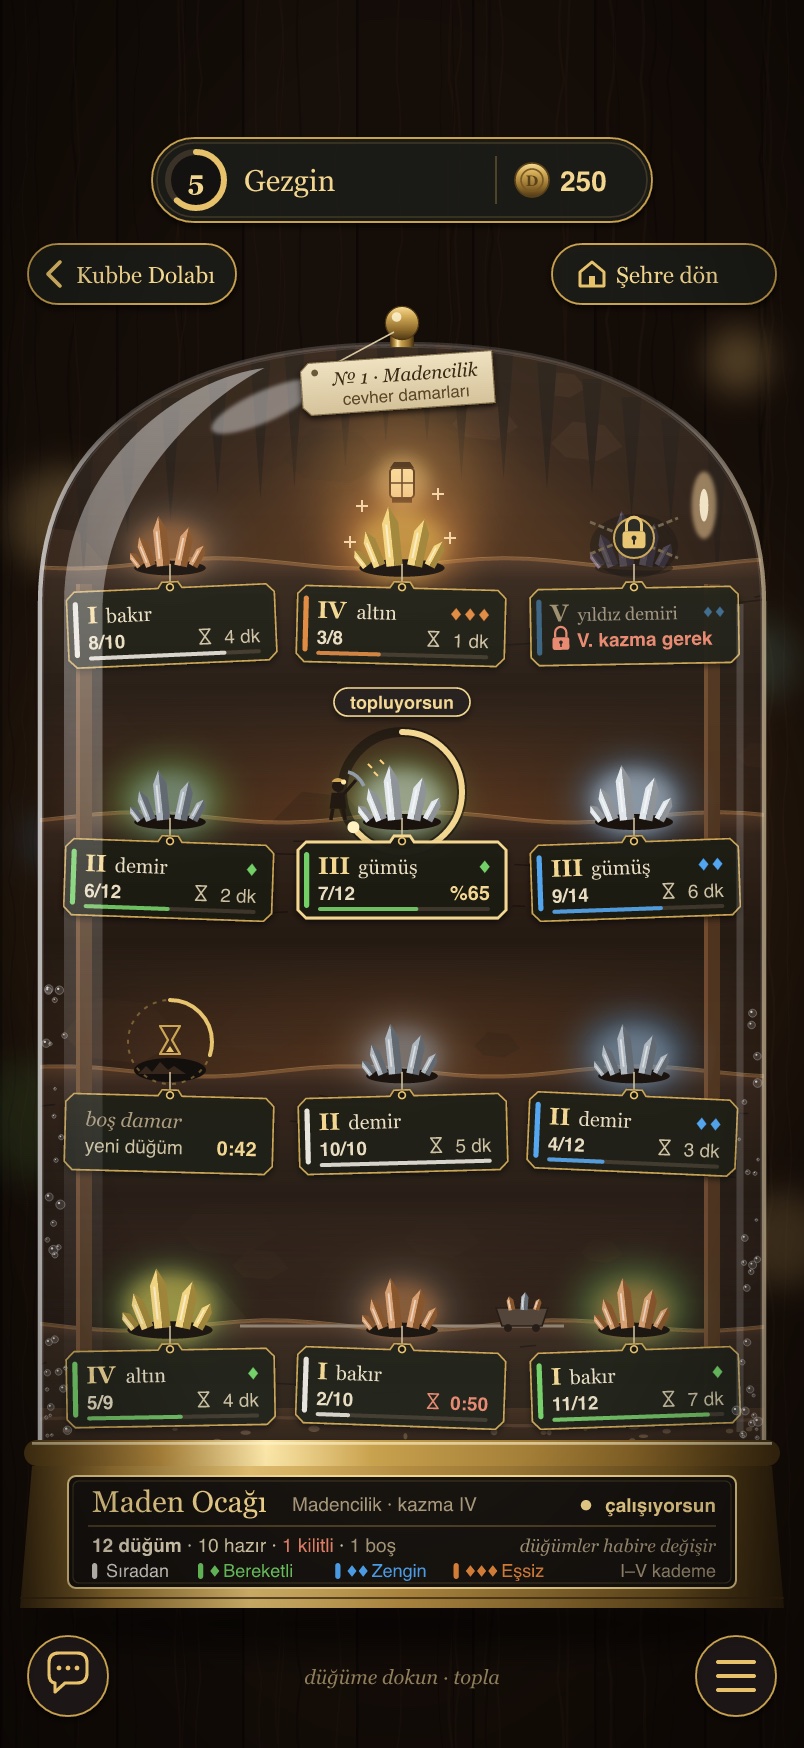 5 Gezgin D 250
Kubbe Dolabı
Şehre dön
№ 1 · Madencilik
cevher damarları
I bakır
8/10 4 dk
IV altın ♦♦♦
3/8 1 dk
V yıldız demiri ♦♦
V. kazma gerek
topluyorsun
II demir ♦
6/12 2 dk
III gümüş ♦
7/12 %65
III gümüş ♦♦
9/14 6 dk
boş damar
yeni düğüm 0:42
II demir
10/10 5 dk
II demir ♦♦
4/12 3 dk
IV altın ♦
5/9 4 dk
I bakır
2/10 0:50
I bakır ♦
11/12 7 dk
Maden Ocağı Madencilik · kazma IV • çalışıyorsun
12 düğüm · 10 hazır · 1 kilitli · 1 boş düğümler habire değişir
Sıradan ♦Bereketli ♦♦Zengin ♦♦♦Eşsiz I–V kademe
düğüme dokun · topla